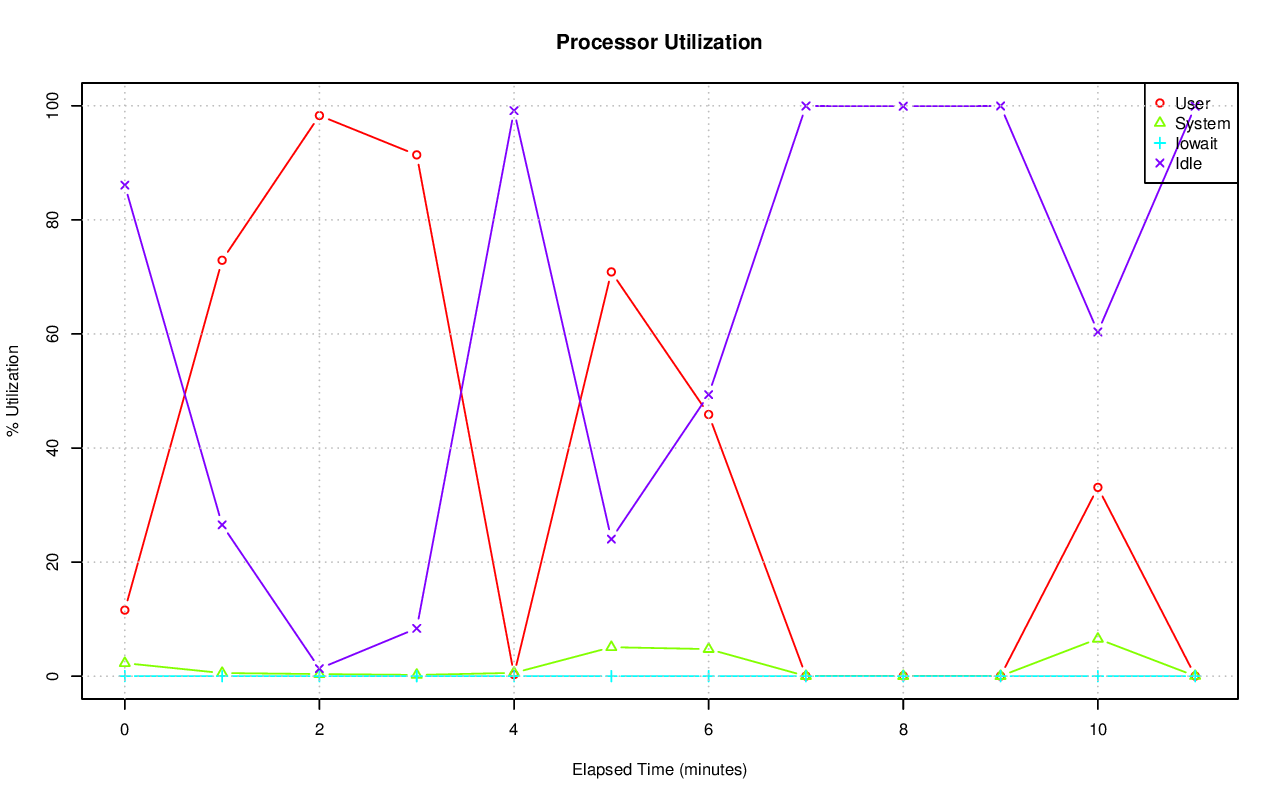 Processor Utilization
100
80
60
40
20
0
% Utilization
User
System
Iowait
Idle
0 2 4 6 8 10
Elapsed Time (minutes)